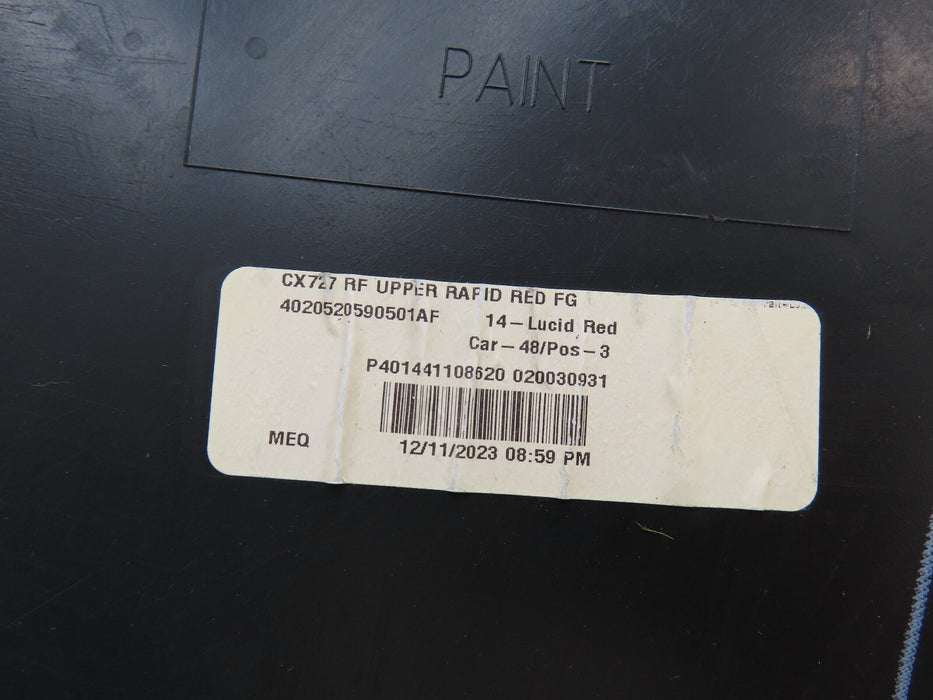 PAINT
CX727 RF UPPER RAPID RED FG
4020520590501AF 14-Lucid Red
Car-48/Pos-3
P401441108620 020030931
MEQ
12/11/2023 08:59 PM